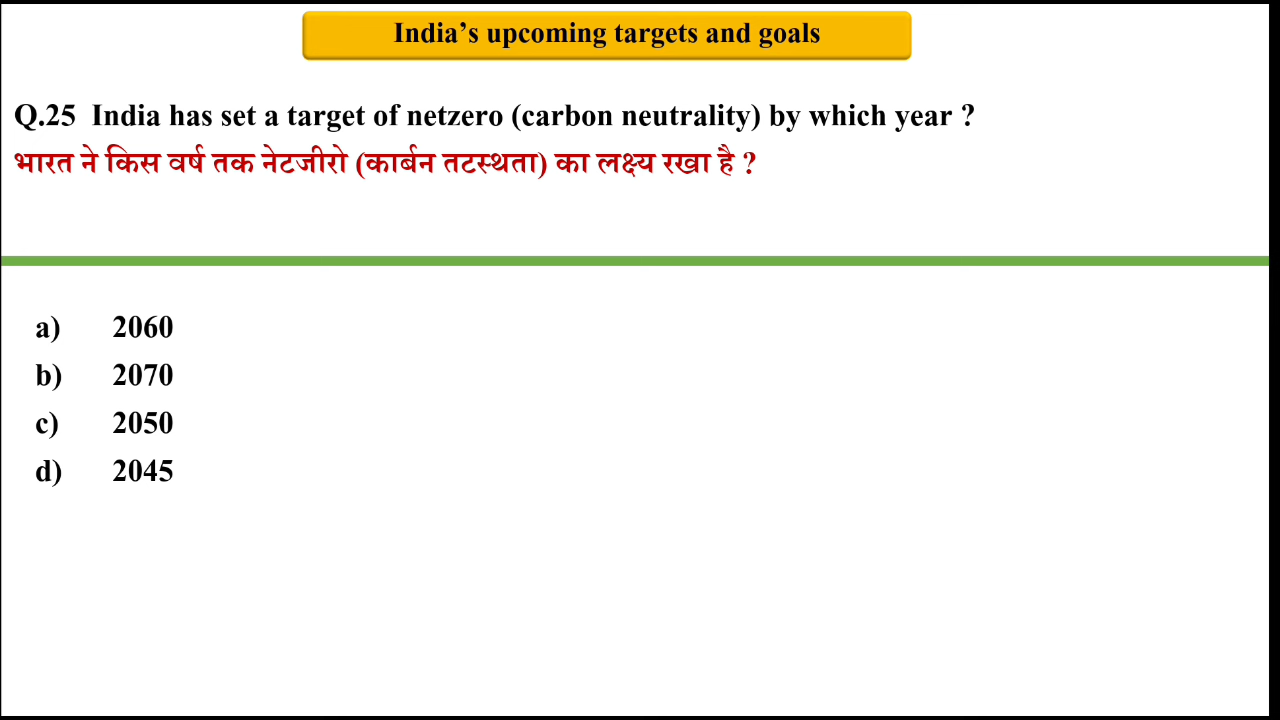 India’s upcoming targets and goals
Q.25 India has set a target of netzero (carbon neutrality) by which year ?
भारत ने किस वर्ष तक नेटजीरो (कार्बन तटस्थता) का लक्ष्य रखा है ?
a) 2060
b) 2070
c) 2050
d) 2045